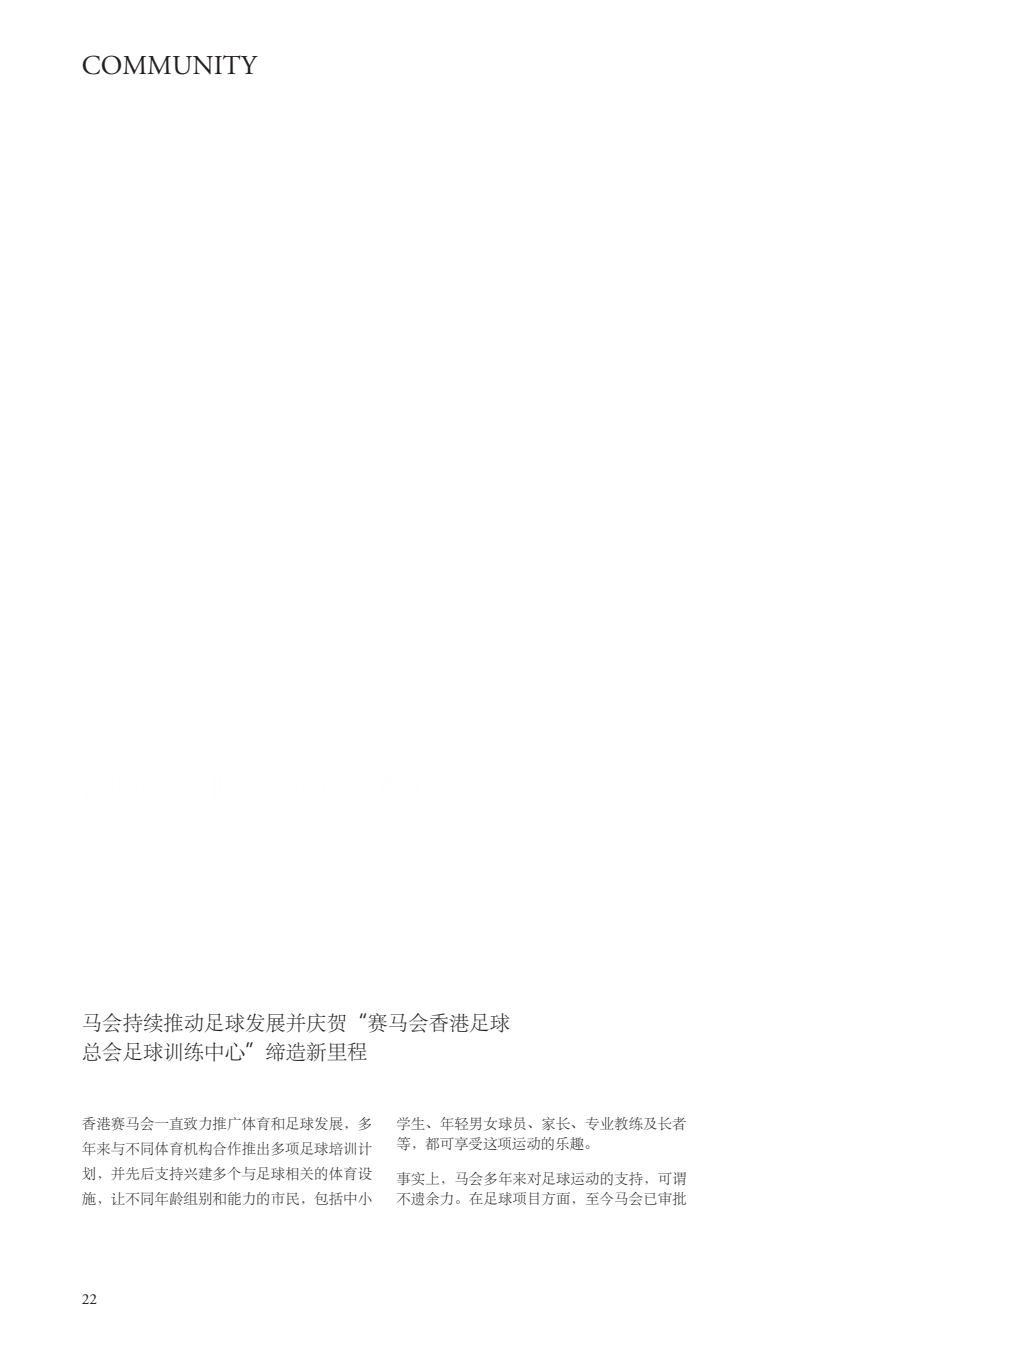 COMMUNITY
马会持续推动足球发展并庆贺“赛马会香港足球
总会足球训练中心”缔造新里程
香港赛马会一直致力推广体育和足球发展，多
年来与不同体育机构合作推出多项足球培训计
划，并先后支持兴建多个与足球相关的体育设
施，让不同年龄组别和能力的市民，包括中小
学生、年轻男女球员、家长、专业教练及长者
等，都可享受这项运动的乐趣。
事实上，马会多年来对足球运动的支持，可谓
不遗余力。在足球项目方面，至今马会已审批
22